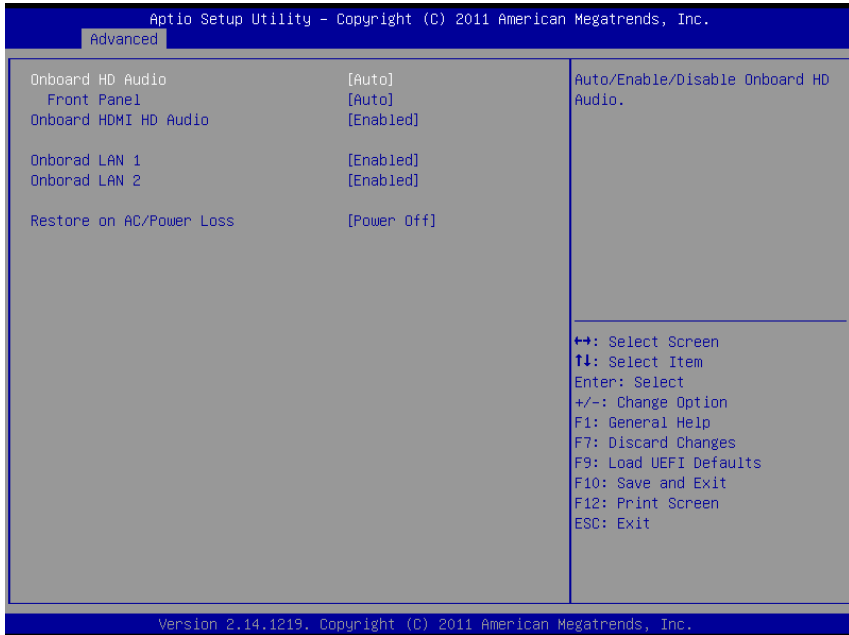 Aptio Setup Utility – Copyright (C) 2011 American Megatrends, Inc.
Advanced
Onboard HD Audio [Auto]
Front Panel [Auto]
Onboard HDMI HD Audio [Enabled]
Onborad LAN 1 [Enabled]
Onborad LAN 2 [Enabled]
Restore on AC/Power Loss [Power Off]
Auto/Enable/Disable Onboard HD
Audio.
↔: Select Screen
↑↓: Select Item
Enter: Select
+/-: Change Option
F1: General Help
F7: Discard Changes
F9: Load UEFI Defaults
F10: Save and Exit
F12: Print Screen
ESC: Exit
Version 2.14.1219. Copyright (C) 2011 American Megatrends, Inc.